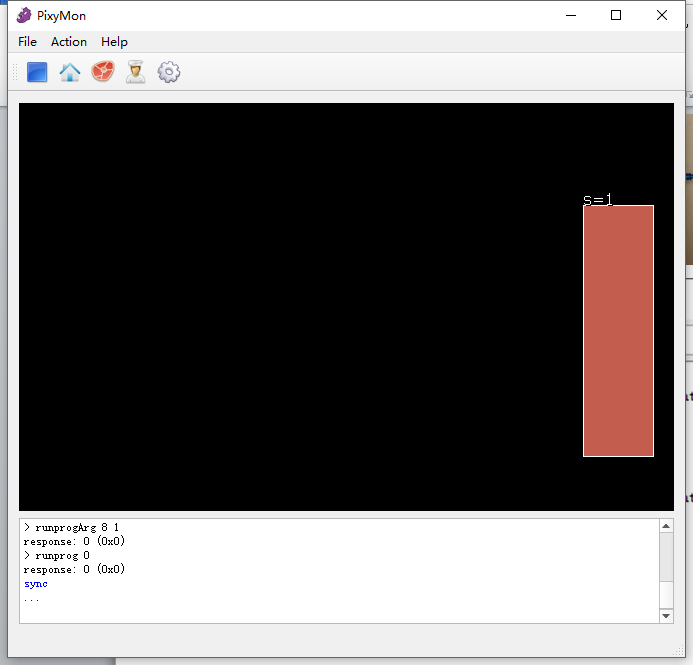 PixyMon
File Action Help
s=1
> runprogArg 8 1
response: 0 (0x0)
> runprog 0
response: 0 (0x0)
sync
...